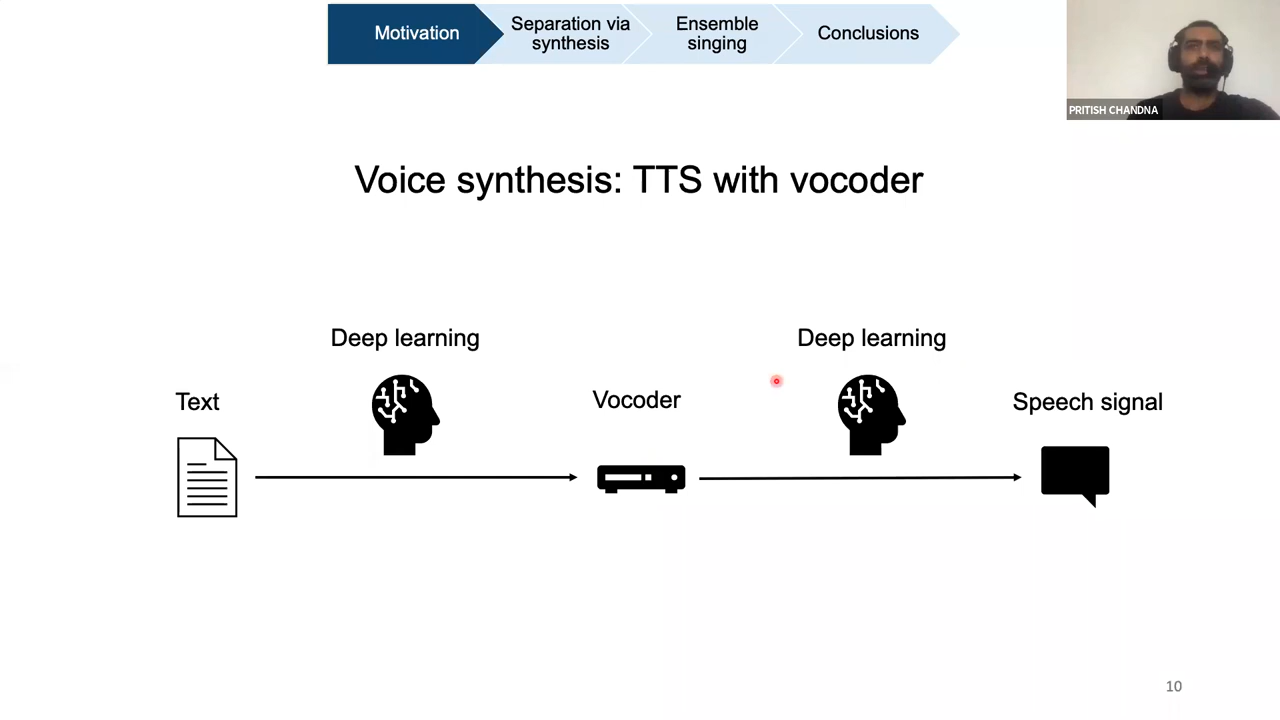 Motivation
Separation via
synthesis
Ensemble
singing
Conclusions
PRITISH CHANDNA
Voice synthesis: TTS with vocoder
Deep learning
Deep learning
Text
Vocoder
Speech signal
10